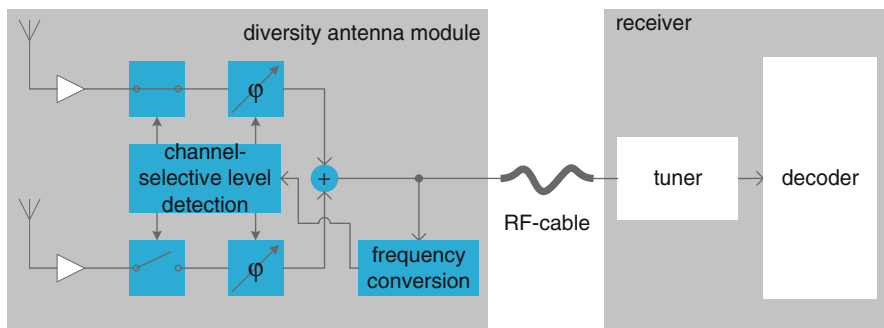 diversity antenna module
receiver
φ
channel-
selective level
detection
+
φ
frequency
conversion
RF-cable
tuner
decoder